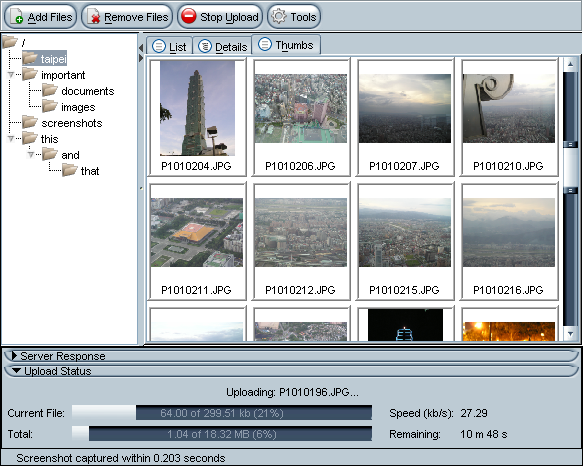 Add Files Remove Files Stop Upload Tools
/
taipei
important
documents
images
screenshots
this
and
that
List Details Thumbs
P1010204.JPG P1010206.JPG P1010207.JPG P1010210.JPG
P1010211.JPG P1010212.JPG P1010215.JPG P1010216.JPG
Server Response
Upload Status
Uploading: P1010196.JPG...
Current File: 64.00 of 299.51 kb (21%) Speed (kb/s): 27.29
Total: 1.04 of 18.32 MB (6%) Remaining: 10 m 48 s
Screenshot captured within 0.203 seconds